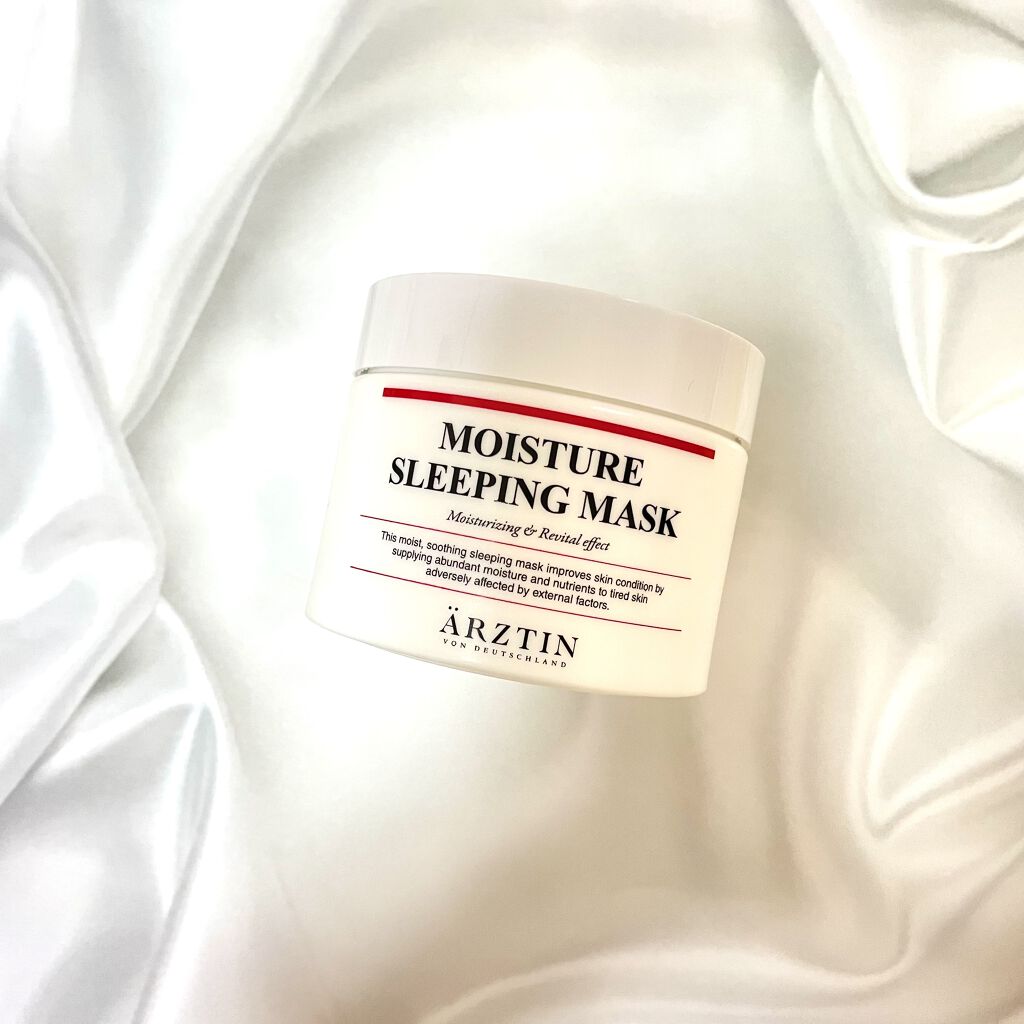 MOISTURE
SLEEPING MASK
Moisturizing & Revital effect
This moist, soothing sleeping mask improves skin condition by
supplying abundant moisture and nutrients to tired skin
adversely affected by external factors.
ÄRZTIN
VON DEUTSCHLAND